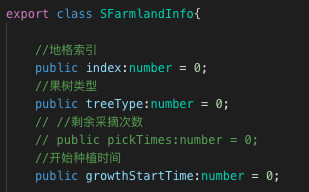 export class SFarmlandInfo{
//地格索引
public index:number = 0;
//果树类型
public treeType:number = 0;
// //剩余采摘次数
// public pickTimes:number = 0;
//开始种植时间
public growthStartTime:number = 0;